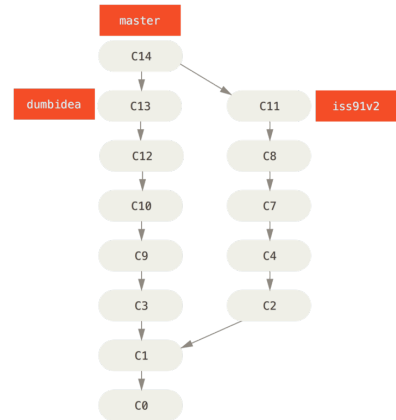 master
C14
dumbidea C13 C11 iss91v2
C12 C8
C10 C7
C9 C4
C3 C2
C1
C0